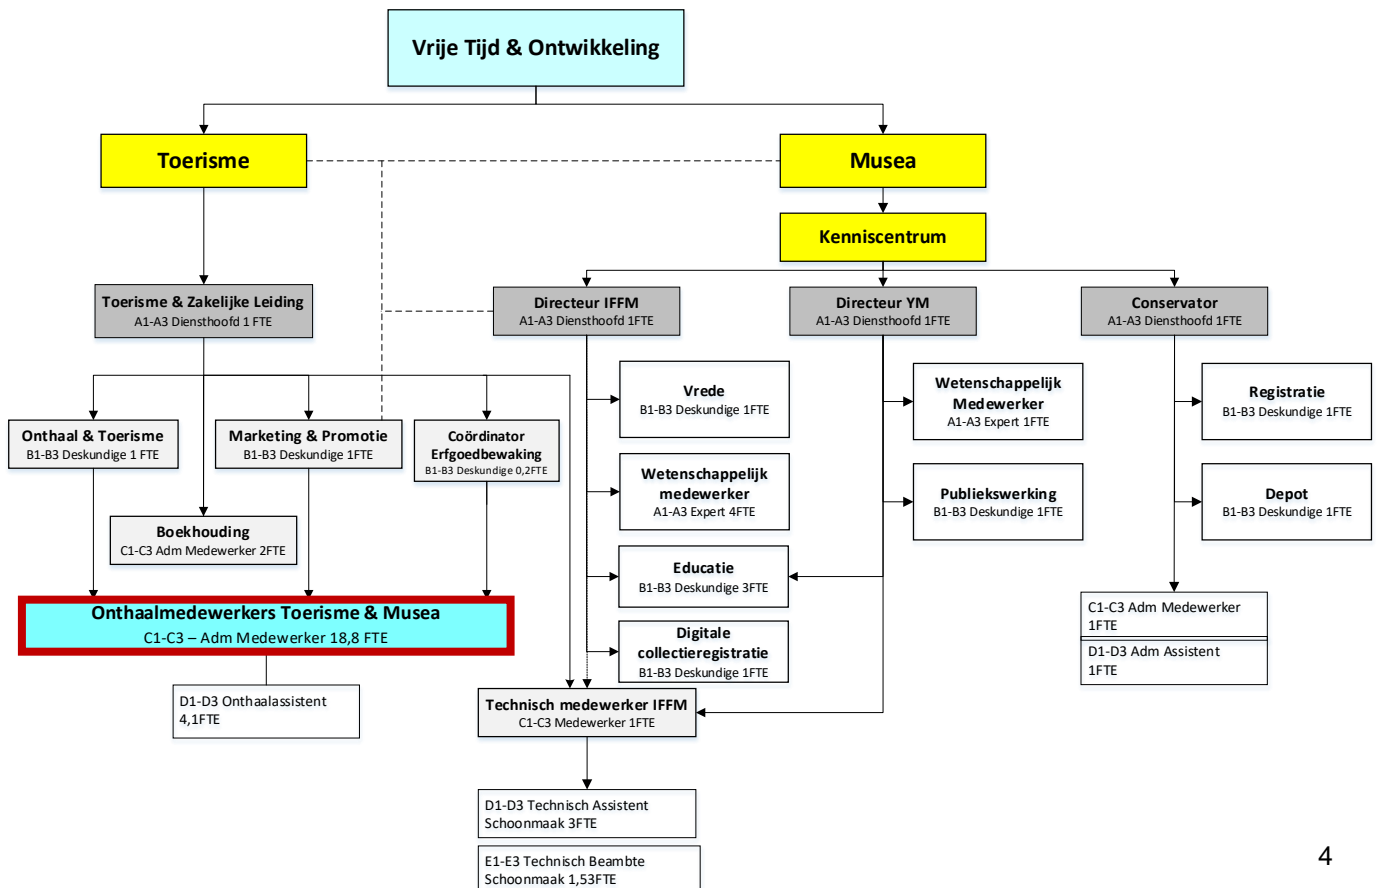 Vrije Tijd & Ontwikkeling
Toerisme
Musea
Kenniscentrum
Toerisme & Zakelijke Leiding
A1-A3 Diensthoofd 1 FTE
Directeur IFFM
A1-A3 Diensthoofd 1FTE
Directeur YM
A1-A3 Diensthoofd 1FTE
Conservator
A1-A3 Diensthoofd 1FTE
Onthaal & Toerisme
B1-B3 Deskundige 1 FTE
Marketing & Promotie
B1-B3 Deskundige 1FTE
Coördinator
Erfgoedbewaking
B1-B3 Deskundige 0,2FTE
Boekhouding
C1-C3 Adm Medewerker 2FTE
Onthaalmedewerkers Toerisme & Musea
C1-C3 – Adm Medewerker 18,8 FTE
D1-D3 Onthaalassistent
4,1FTE
Vrede
B1-B3 Deskundige 1FTE
Wetenschappelijk
medewerker
A1-A3 Expert 4FTE
Educatie
B1-B3 Deskundige 3FTE
Digitale
collectieregistratie
B1-B3 Deskundige 1FTE
Technisch medewerker IFFM
C1-C3 Medewerker 1FTE
D1-D3 Technisch Assistent
Schoonmaak 3FTE
E1-E3 Technisch Beambte
Schoonmaak 1,53FTE
Wetenschappelijk
Medewerker
A1-A3 Expert 1FTE
Publiekswerking
B1-B3 Deskundige 1FTE
Registratie
B1-B3 Deskundige 1FTE
Depot
B1-B3 Deskundige 1FTE
C1-C3 Adm Medewerker
1FTE
D1-D3 Adm Assistent
1FTE
4